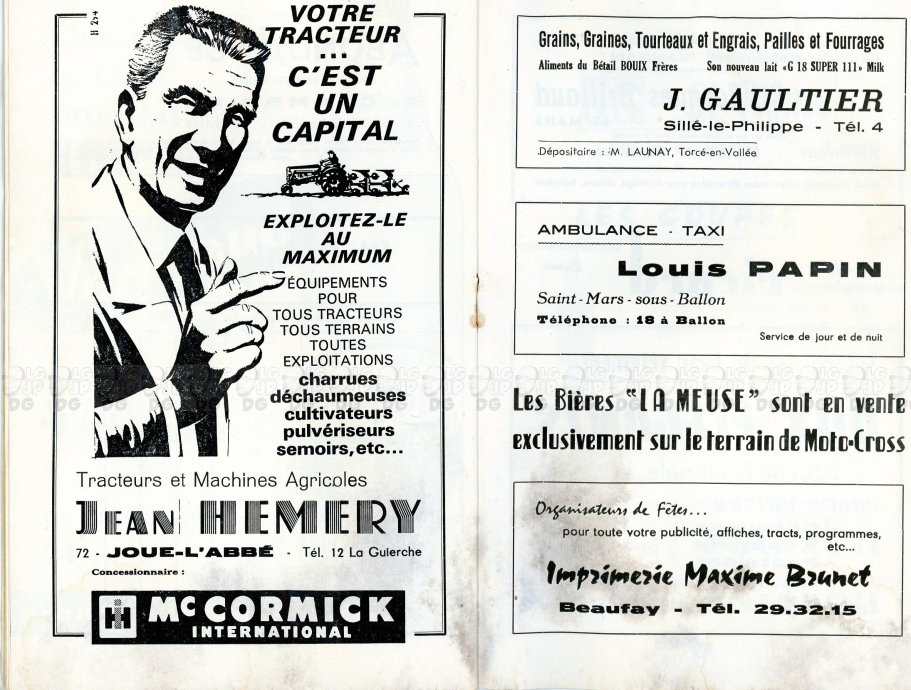 H 254
VOTRE
TRACTEUR
...
C'EST
UN
CAPITAL
EXPLOITEZ-LE
AU
MAXIMUM
ÉQUIPEMENTS
POUR
TOUS TRACTEURS
TOUS TERRAINS
TOUTES
EXPLOITATIONS
charrues
déchaumeuses
cultivateurs
pulvériseurs
semoirs, etc...
Tracteurs et Machines Agricoles
JEAN HEMERY
72 - JOUE-L'ABBÉ - Tél. 12 La Guierche
Concessionnaire :
MCCORMICK
INTERNATIONAL
Grains, Graines, Tourteaux et Engrais, Pailles et Fourrages
Aliments du Bétail BOUIX Frères Son nouveau lait «G 18 SUPER 111» Milk
J. GAULTIER
Sillé-le-Philippe - Tél. 4
Dépositaire : M. LAUNAY, Torcé-en-Vallée
AMBULANCE - TAXI
Louis PAPIN
Saint-Mars-sous-Ballon
Téléphone : 18 à Ballon
Service de jour et de nuit
Les Bières "LA MEUSE" sont en vente
exclusivement sur le terrain de Moto-Cross
Organisateurs de Fêtes...
pour toute votre publicité, affiches, tracts, programmes,
etc...
Imprimerie Maxime Brunet
Beaufay - Tél. 29.32.15